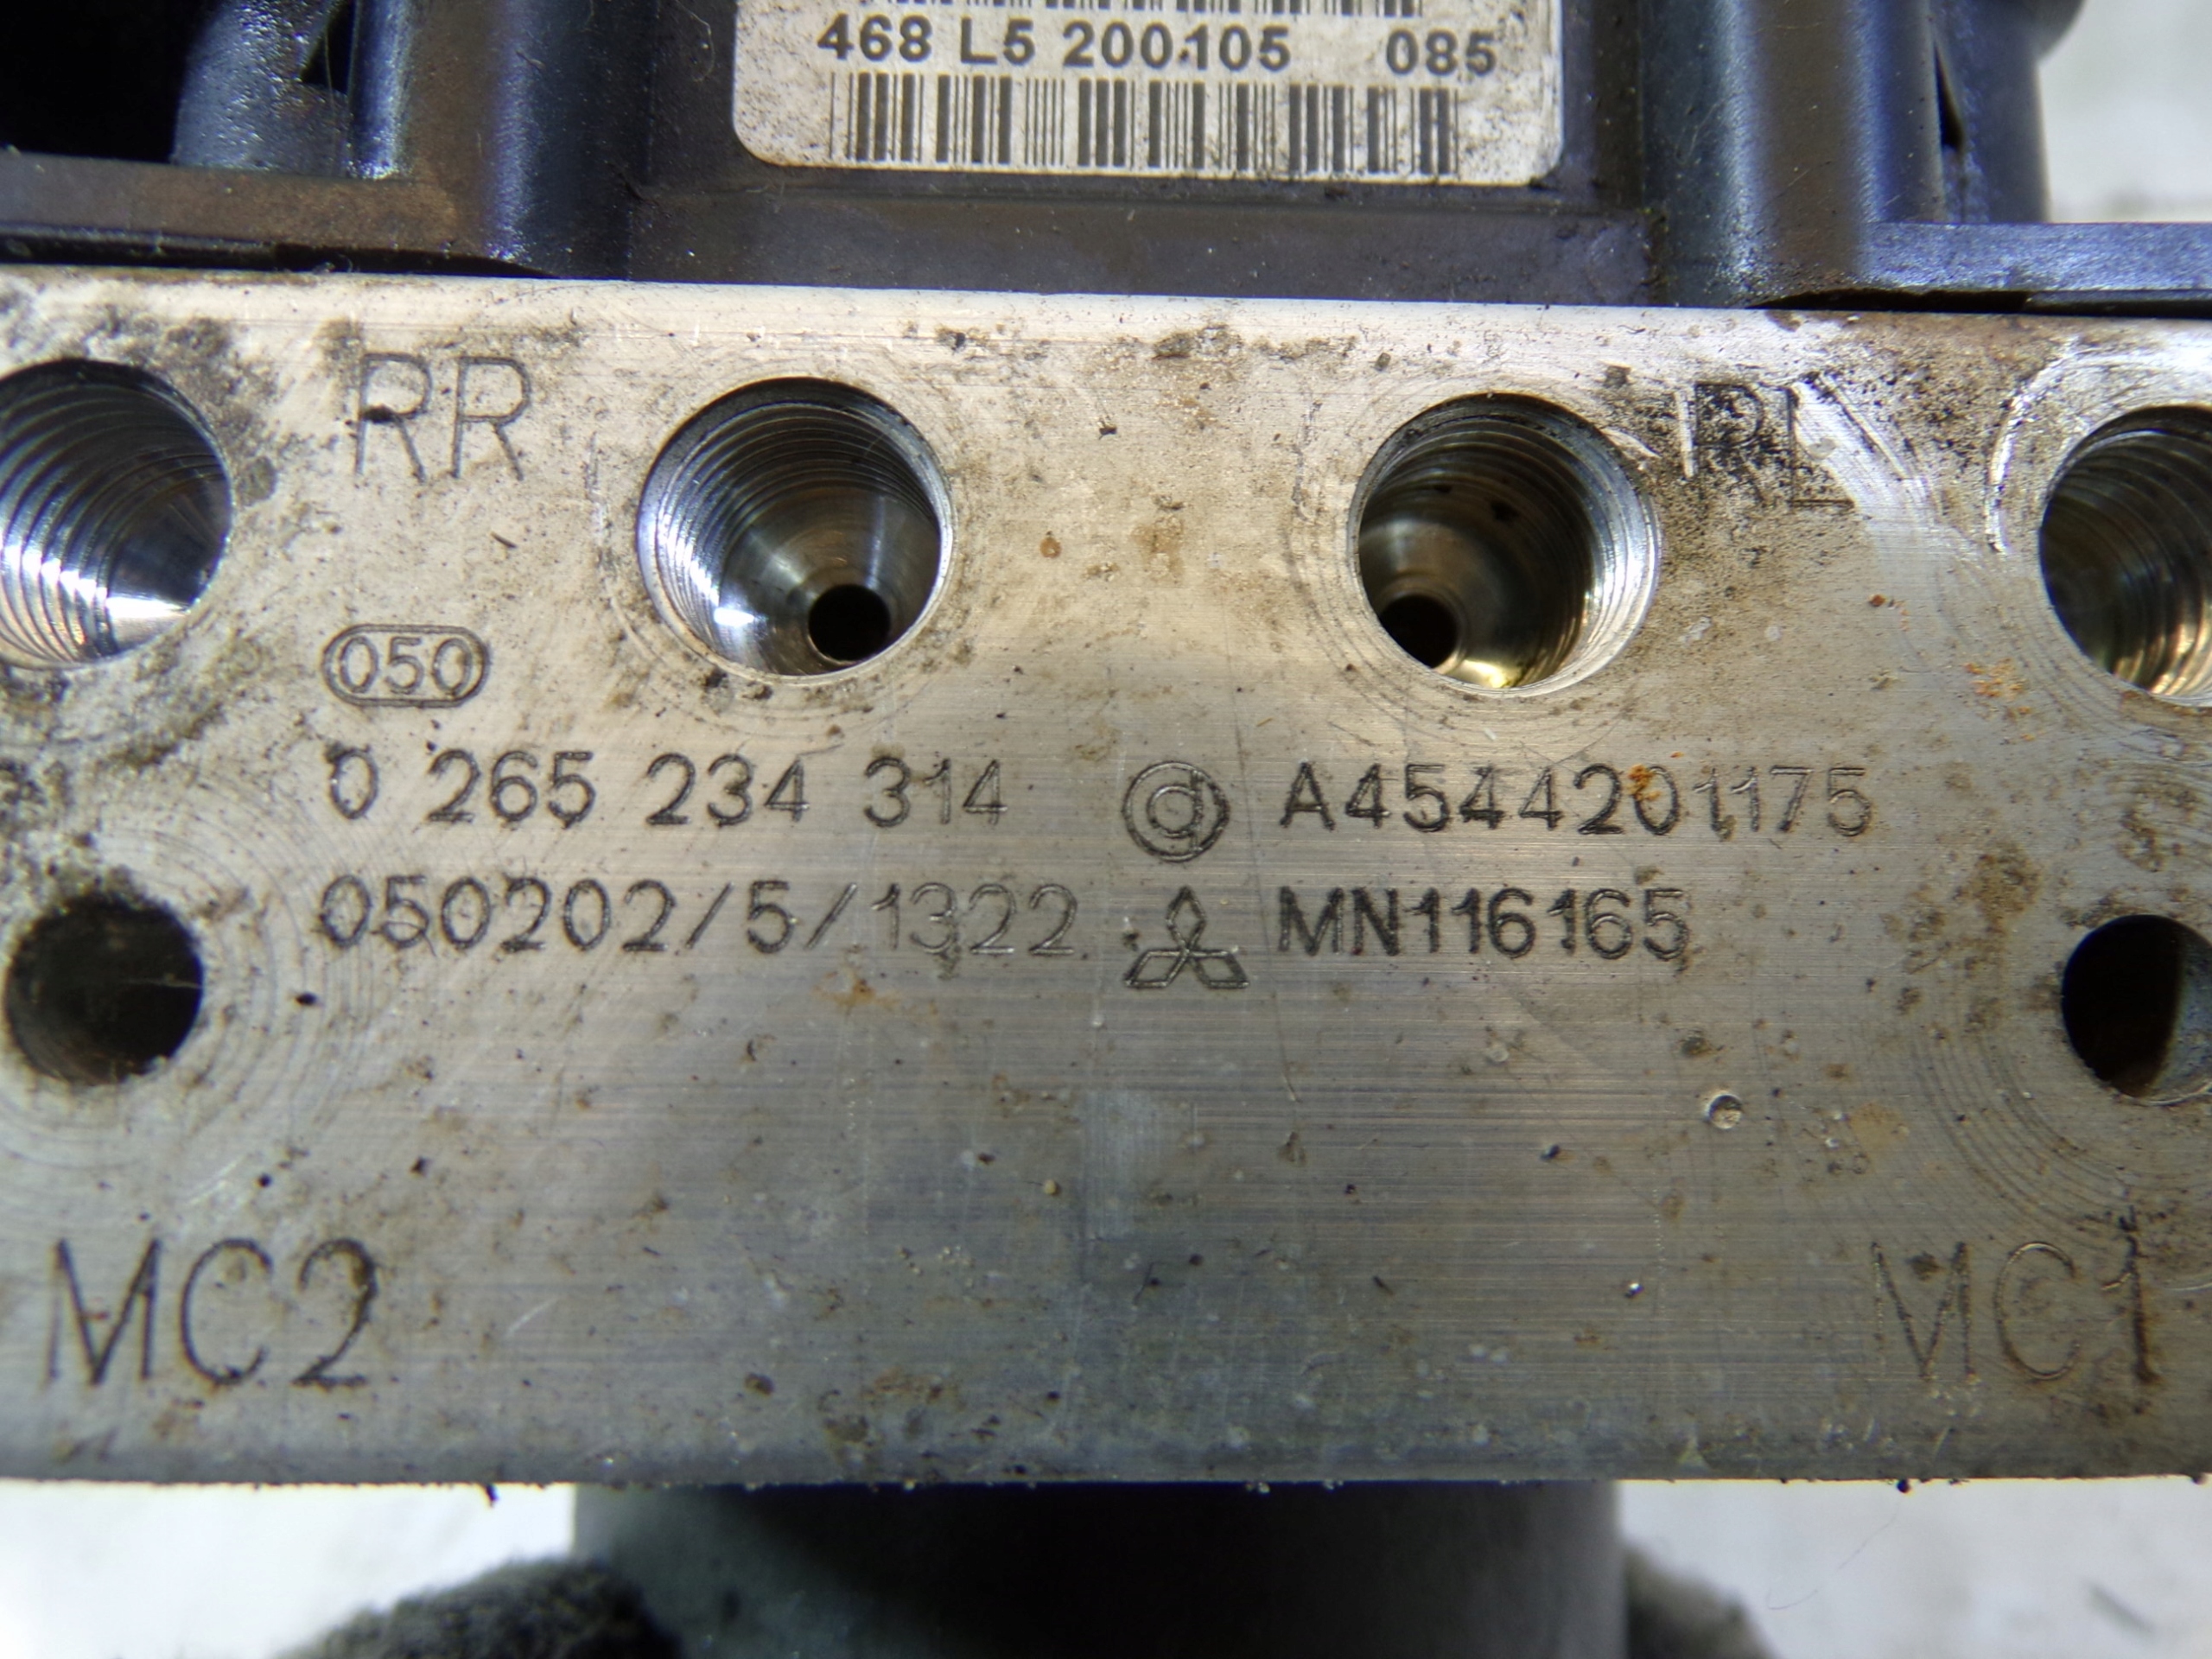 468 L5 200105 085
RR
RL
050
0 265 234 314 d A4544201175
050202/5/1322 MN116165
MC2 MC1